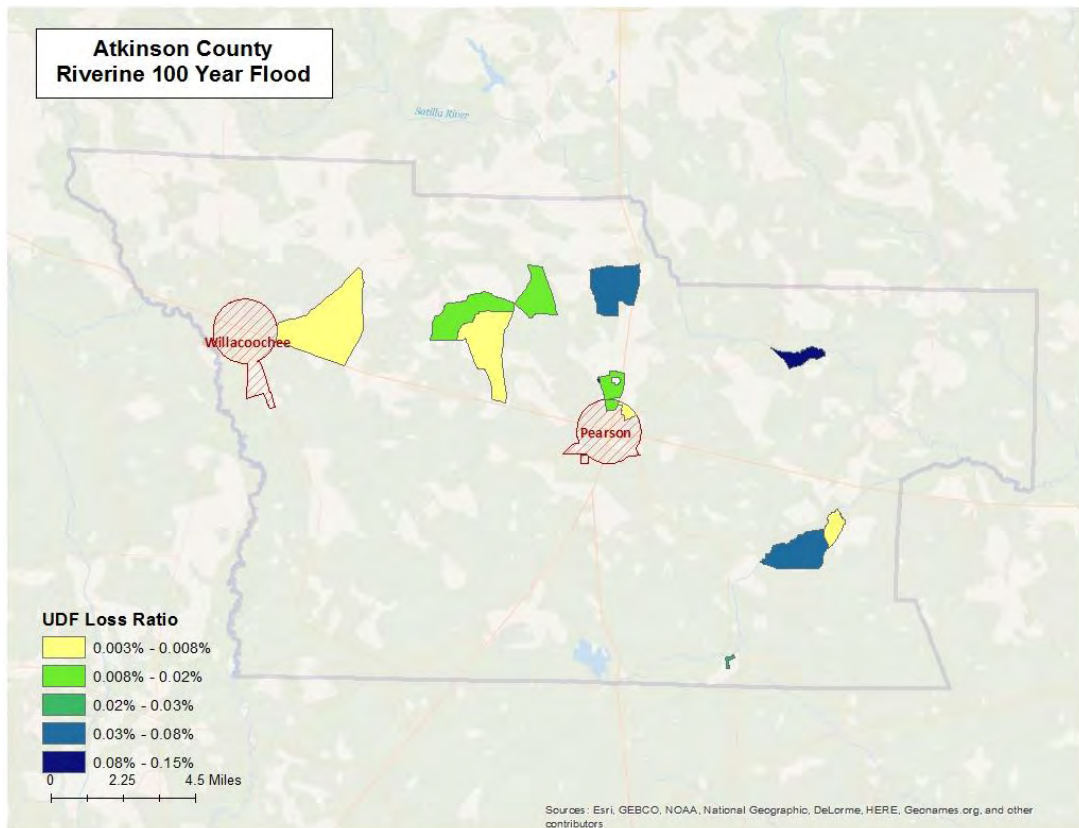 Atkinson County
Riverine 100 Year Flood
Satilla River
Willacoochee
Pearson
UDF Loss Ratio
0.003% - 0.008%
0.008% - 0.02%
0.02% - 0.03%
0.03% - 0.08%
0.08% - 0.15%
0 2.25 4.5 Miles
Sources: Esri, GEBCO, NOAA, National Geographic, DeLorme, HERE, Geonames.org, and other
contributors